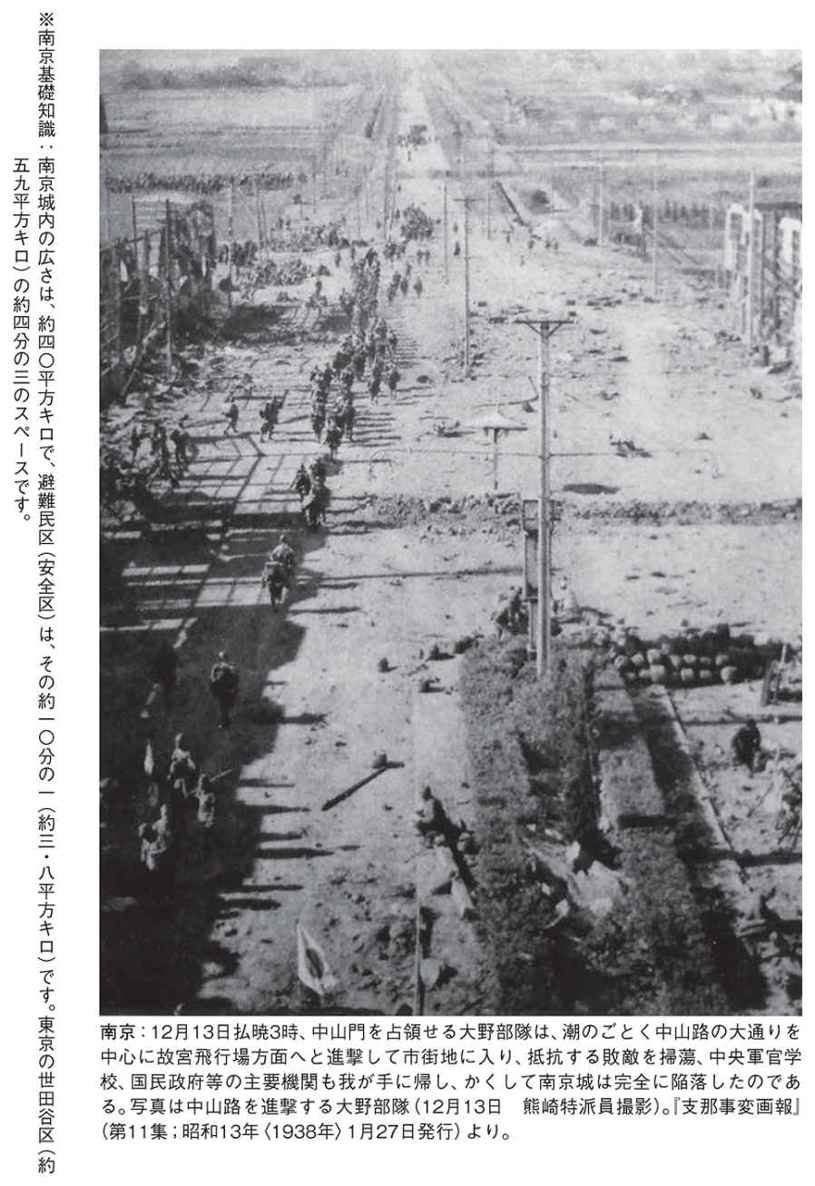 ※南京基礎知識：南京城内の広さは、約四〇平方キロで、避難民区（安全区）は、その約一〇分の一（約三・八平方キロ）です。東京の世田谷区（約
五九平方キロ）の約四分の三のスペースです。
南京：12月13日払暁3時、中山門を占領せる大野部隊は、潮のごとく中山路の大通りを
中心に故宮飛行場方面へと進撃して市街地に入り、抵抗する敗敵を掃蕩、中央軍官学
校、国民政府等の主要機関も我が手に帰し、かくして南京城は完全に陥落したのであ
る。写真は中山路を進撃する大野部隊（12月13日　熊崎特派員撮影）。『支那事変画報』
（第11集；昭和13年〈1938年〉1月27日発行）より。